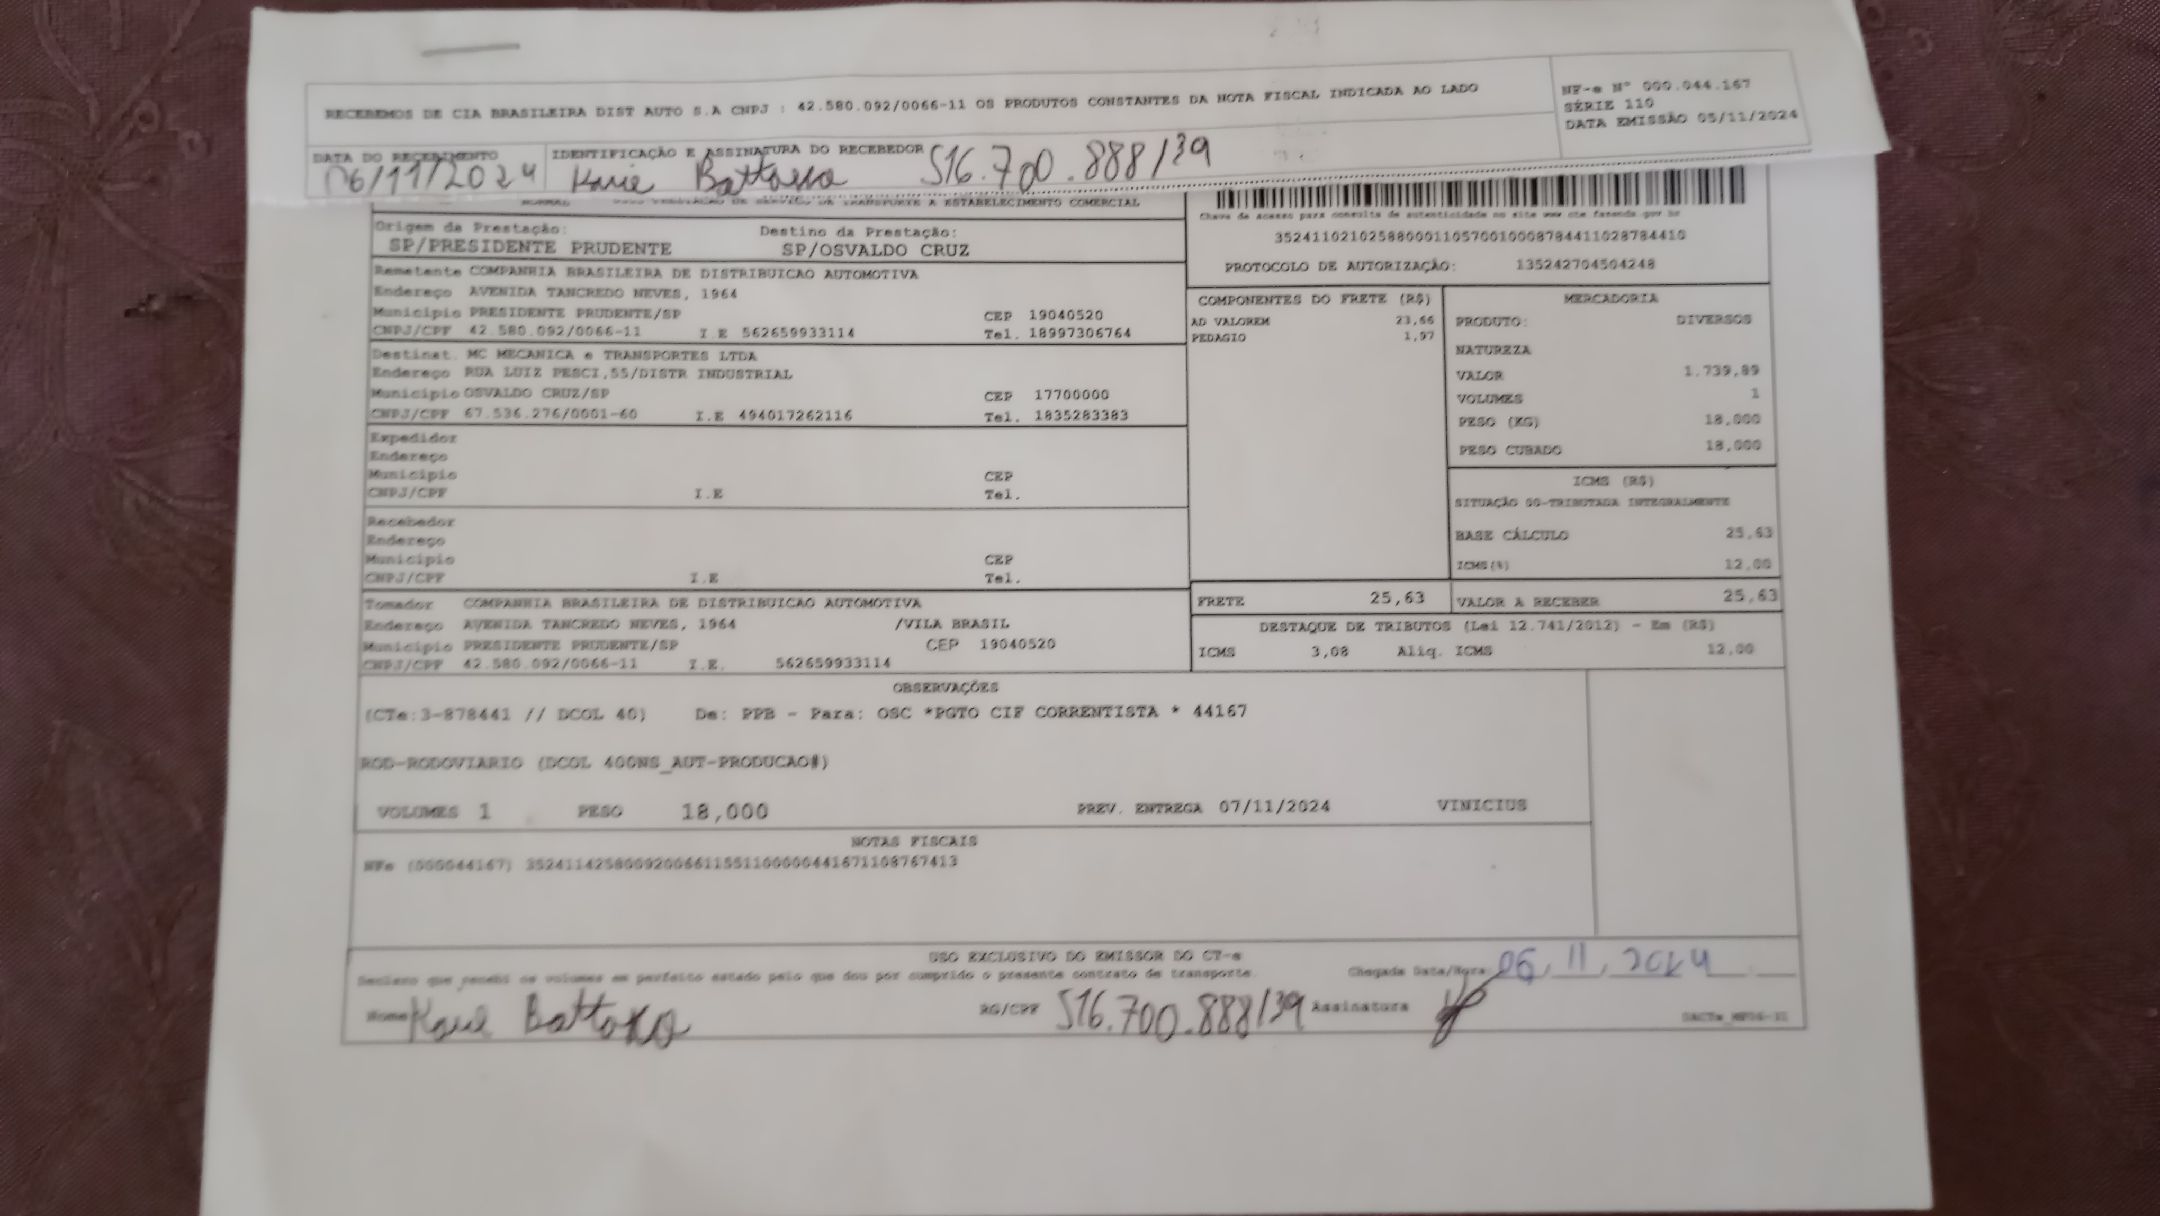 RECEBEMOS DE CIA BRASILEIRA DIST AUTO S.A CNPJ : 42.580.092/0066-11 OS PRODUTOS CONSTANTES DA NOTA FISCAL INDICADA AO LADO
NF-e Nº 000.044.167
SÉRIE 110
DATA EMISSÃO 05/11/2024
DATA DO RECEBIMENTO
06/11/2024
IDENTIFICAÇÃO E ASSINATURA DO RECEBEDOR
516.700.888/39
NORMAL DE SERVIÇO DE TRANSPORTE A ESTABELECIMENTO COMERCIAL
Origem da Prestação: Destino da Prestação:
SP/PRESIDENTE PRUDENTE SP/OSVALDO CRUZ
Chave de acesso para consulta de autenticidade no site www cte fazenda gov br
35241102102588000110570010008784411028784410
PROTOCOLO DE AUTORIZAÇÃO: 135242704504248
Remetente COMPANHIA BRASILEIRA DE DISTRIBUICAO AUTOMOTIVA
Endereço AVENIDA TANCREDO NEVES, 1964
Municipio PRESIDENTE PRUDENTE/SP CEP 19040520
CNPJ/CPF 42.580.092/0066-11 I.E 562659933114 Tel. 18997306764
Destinat. MC MECANICA e TRANSPORTES LTDA
Endereço RUA LUIZ PESCI,55/DISTR INDUSTRIAL
Municipio OSVALDO CRUZ/SP CEP 17700000
CNPJ/CPF 67.536.276/0001-60 I.E 494017262116 Tel. 1835283383
Expedidor
Endereço
Municipio CEP
CNPJ/CPF I.E Tel.
Recebedor
Endereço
Municipio CEP
CNPJ/CPF I.E Tel.
Tomador COMPANHIA BRASILEIRA DE DISTRIBUICAO AUTOMOTIVA
Endereço AVENIDA TANCREDO NEVES, 1964 /VILA BRASIL
Municipio PRESIDENTE PRUDENTE/SP CEP 19040520
CNPJ/CPF 42.580.092/0066-11 I.E. 562659933114
COMPONENTES DO FRETE (R$)
AD VALOREM 23,66
PEDAGIO 1,97
MERCADORIA
PRODUTO: DIVERSOS
NATUREZA
VALOR 1.739,89
VOLUMES 1
PESO (KG) 18,000
PESO CUBADO 18,000
ICMS (R$)
SITUAÇÃO 00-TRIBUTADA INTEGRALMENTE
BASE CÁLCULO 25,63
ICMS(%) 12,00
FRETE 25,63 VALOR A RECEBER 25,63
DESTAQUE DE TRIBUTOS (Lei 12.741/2012) - Em (R$)
ICMS 3,08 Aliq. ICMS 12,00
OBSERVAÇÕES
(CTe:3-878441 // DCOL 40) De: PPB - Para: OSC *PGTO CIF CORRENTISTA * 44167
ROD-RODOVIARIO (DCOL 400NS_AUT-PRODUCAO#)
VOLUMES 1 PESO 18,000 PREV. ENTREGA 07/11/2024 VINICIUS
NOTAS FISCAIS
NFe (000044167) 35241142580092006611551100000441671108767413
USO EXCLUSIVO DO EMISSOR DO CT-e
Declaro que recebi os volumes em perfeito estado pelo que dou por cumprido o presente contrato de transporte. Chegada Data/Hora 06, 11, 2024
Nome RG/CPF 516.700.888/39 Assinatura